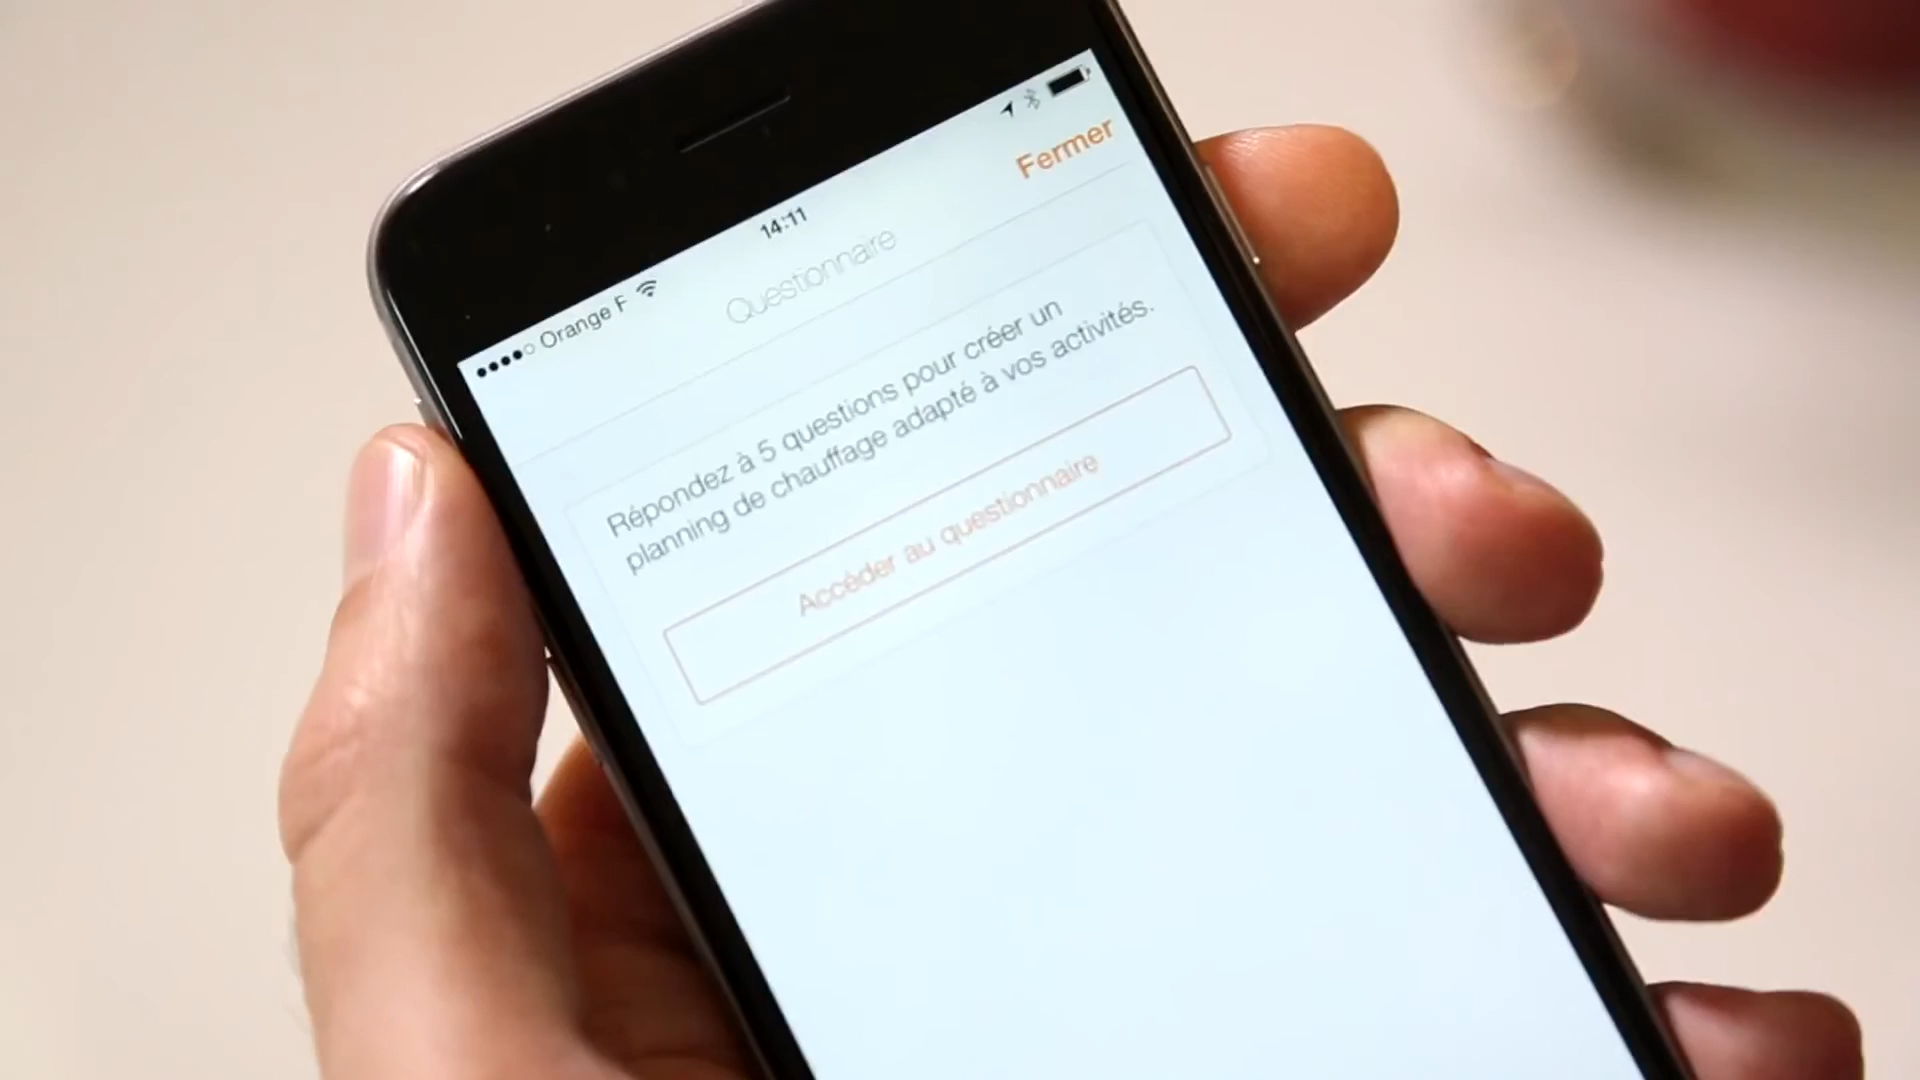 Orange F
14:11
Fermer
Questionnaire
Répondez à 5 questions pour créer un
planning de chauffage adapté à vos activités.
Accèder au questionnaire